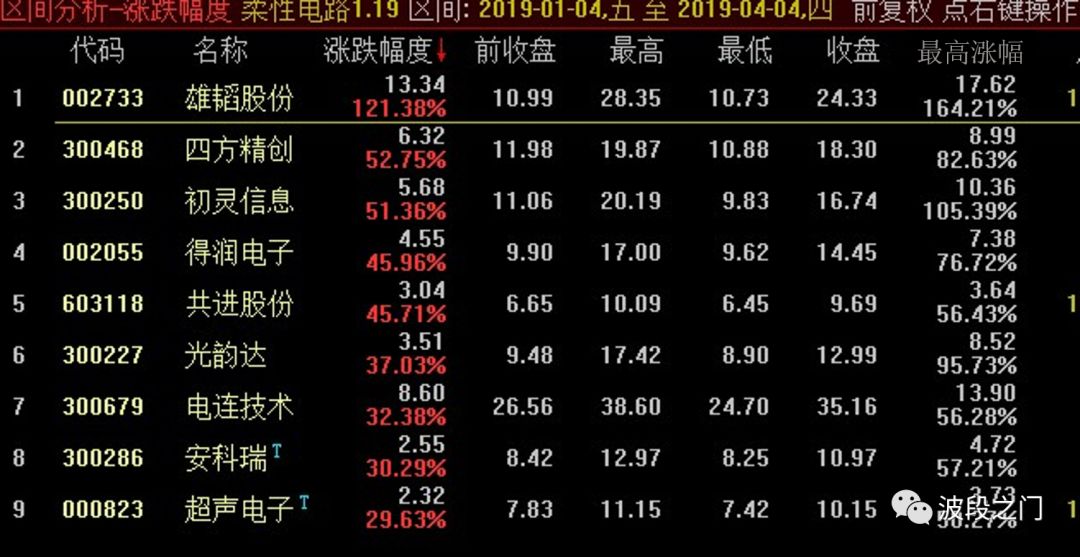 区间分析-涨跌幅度 柔性电路1.19 区间: 2019-01-04,五 至 2019-04-04,四 前复权 点右键操作
代码 名称 涨跌幅度↓ 前收盘 最高 最低 收盘 最高涨幅
1 002733 雄韬股份 13.34 121.38% 10.99 28.35 10.73 24.33 17.62 164.21% 1
2 300468 四方精创 6.32 52.75% 11.98 19.87 10.88 18.30 8.99 82.63%
3 300250 初灵信息 5.68 51.36% 11.06 20.19 9.83 16.74 10.36 105.39%
4 002055 得润电子 4.55 45.96% 9.90 17.00 9.62 14.45 7.38 76.72%
5 603118 共进股份 3.04 45.71% 6.65 10.09 6.45 9.69 3.64 56.43% 1
6 300227 光韵达 3.51 37.03% 9.48 17.42 8.90 12.99 8.52 95.73%
7 300679 电连技术 8.60 32.38% 26.56 38.60 24.70 35.16 13.90 56.28% 1
8 300286 安科瑞T 2.55 30.29% 8.42 12.97 8.25 10.97 4.72 57.21%
9 000823 超声电子T 2.32 29.63% 7.83 11.15 7.42 10.15 3.73 1
波段之门